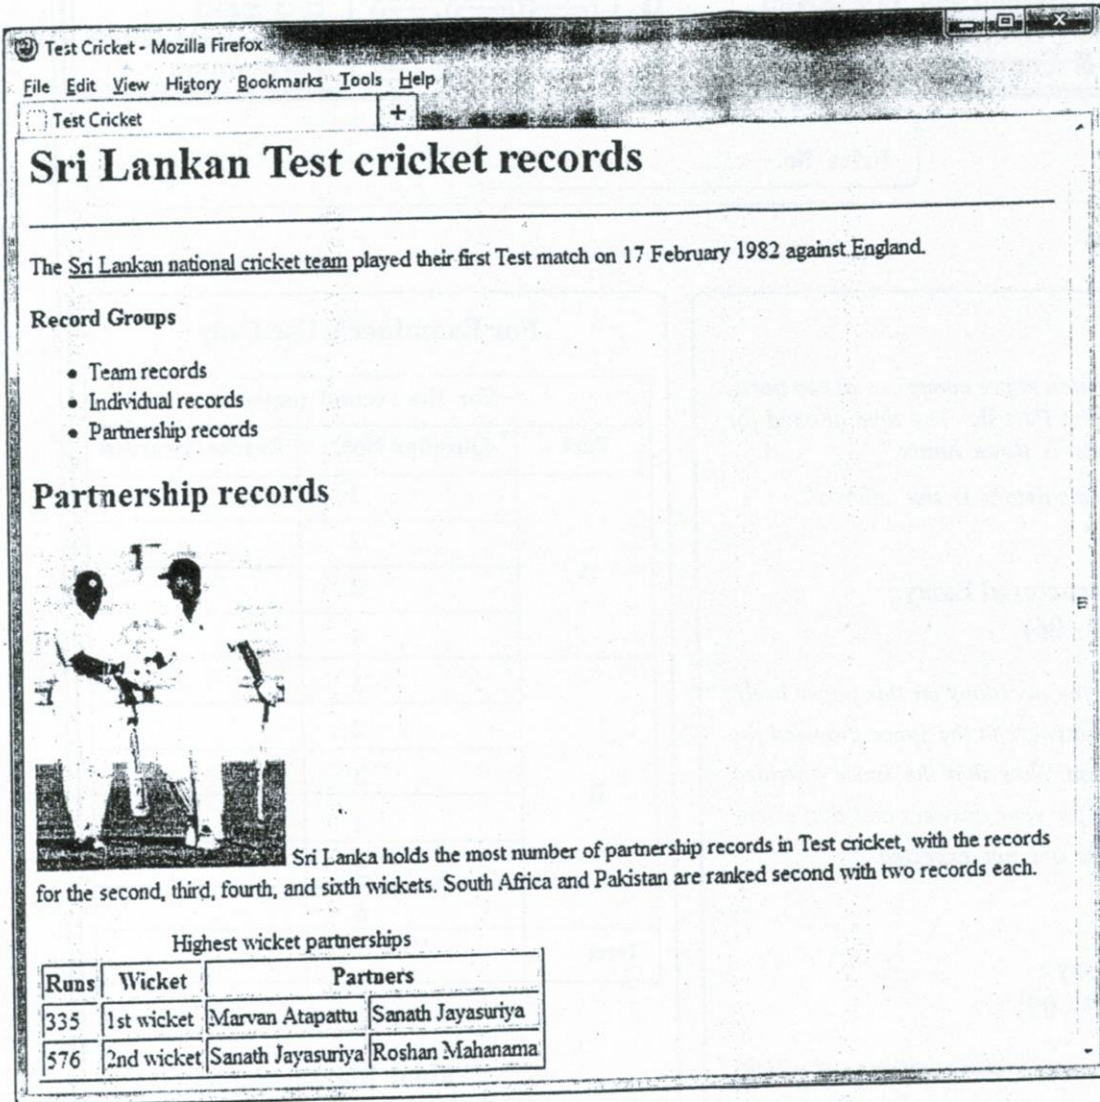 Test Cricket - Mozilla Firefox
File Edit View History Bookmarks Tools Help
Test Cricket +
Sri Lankan Test cricket records
The Sri Lankan national cricket team played their first Test match on 17 February 1982 against England.
Record Groups
• Team records
• Individual records
• Partnership records
Partnership records
Sri Lanka holds the most number of partnership records in Test cricket, with the records
for the second, third, fourth, and sixth wickets. South Africa and Pakistan are ranked second with two records each.
Highest wicket partnerships
Runs Wicket Partners
335 1st wicket Marvan Atapattu Sanath Jayasuriya
576 2nd wicket Sanath Jayasuriya Roshan Mahanama